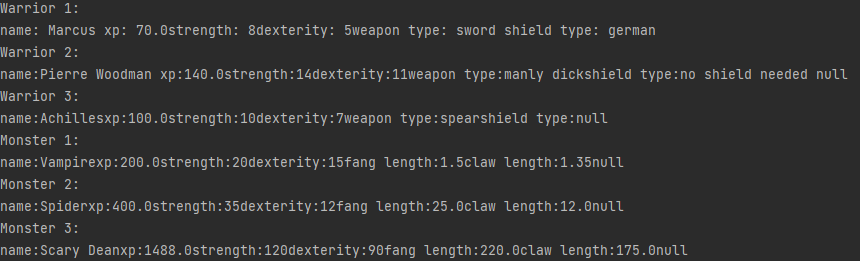 Warrior 1:
name: Marcus xp: 70.0strength: 8dexterity: 5weapon type: sword shield type: german
Warrior 2:
name:Pierre Woodman xp:140.0strength:14dexterity:11weapon type:manly dickshield type:no shield needed null
Warrior 3:
name:Achillesxp:100.0strength:10dexterity:7weapon type:spearshield type:null
Monster 1:
name:Vampirexp:200.0strength:20dexterity:15fang length:1.5claw length:1.35null
Monster 2:
name:Spiderxp:400.0strength:35dexterity:12fang length:25.0claw length:12.0null
Monster 3:
name:Scary Deanxp:1488.0strength:120dexterity:90fang length:220.0claw length:175.0null